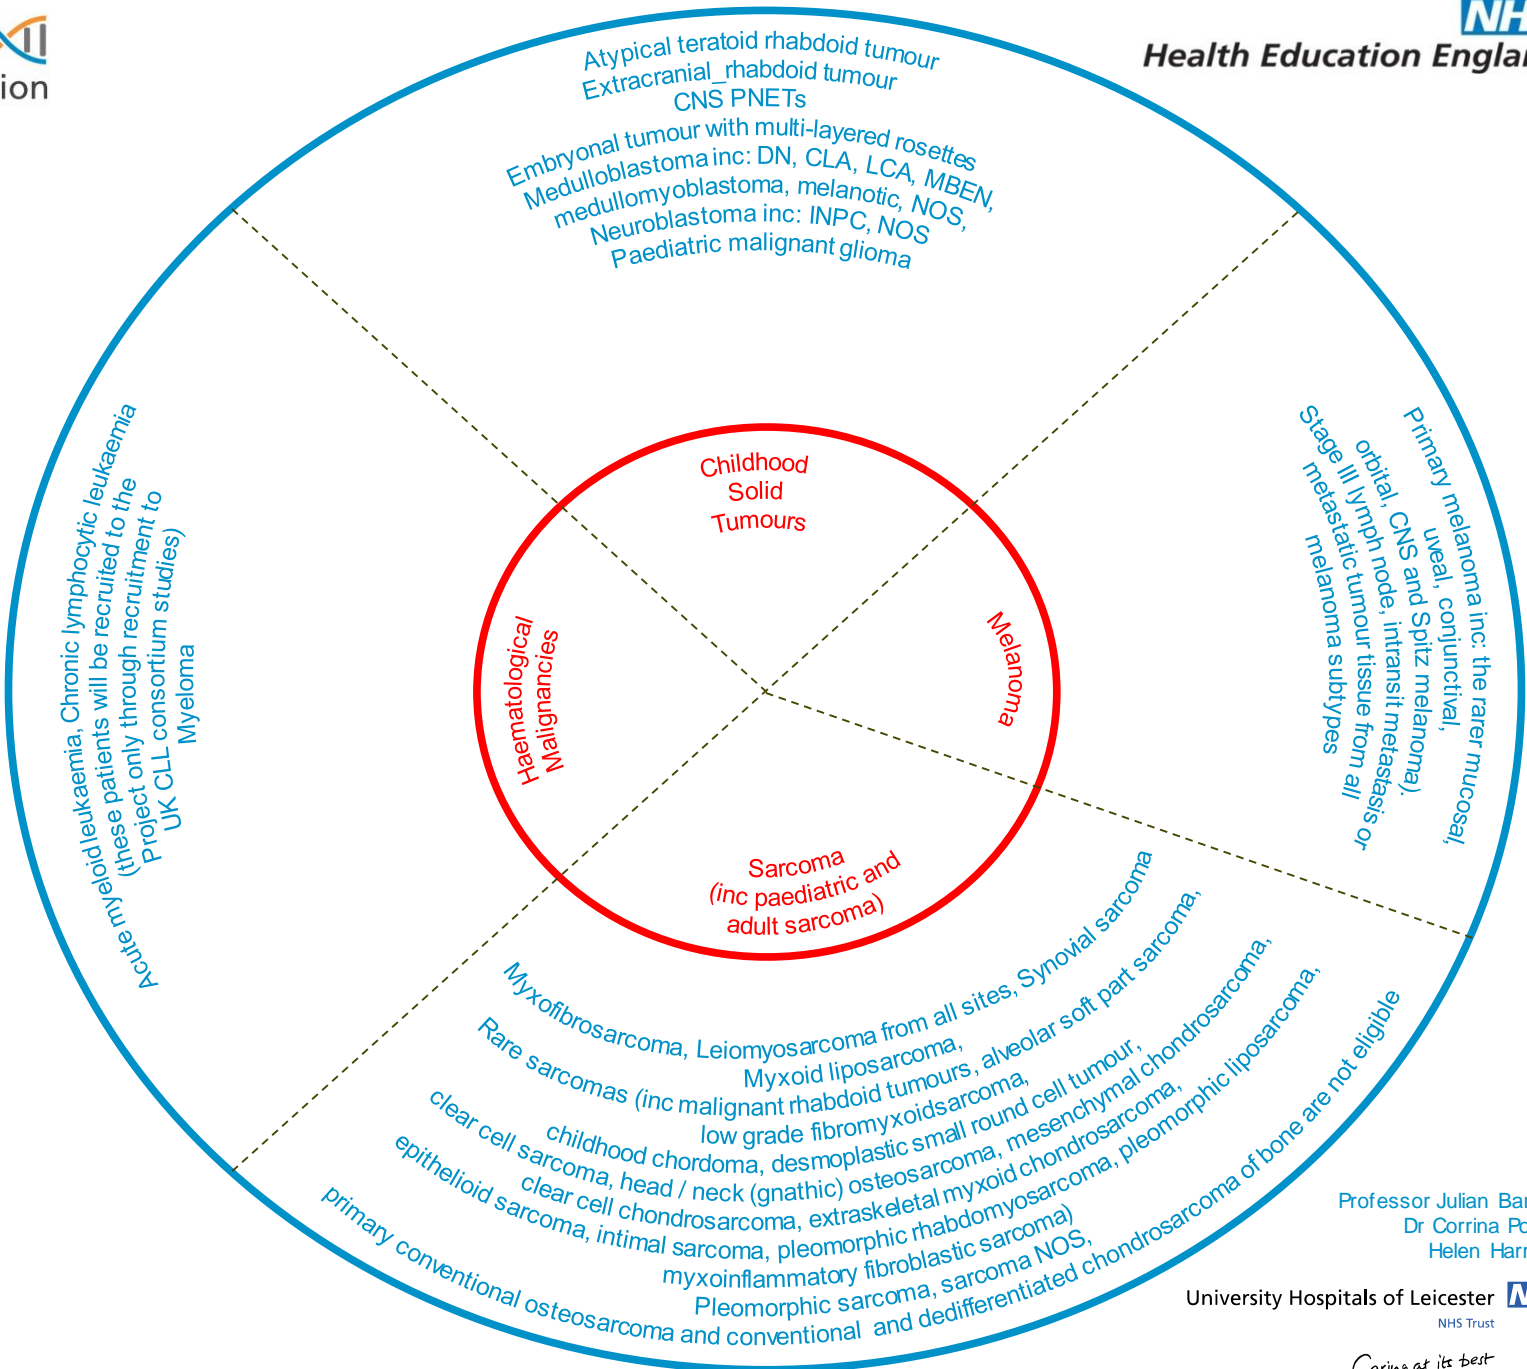 ion
NH
Health Education Englan
Atypical teratoid rhabdoid tumour
Extracranial_rhabdoid tumour
CNS PNETs
Embryonal tumour with multi-layered rosettes
Medulloblastoma inc: DN, CLA, LCA, MBEN,
medullomyoblastoma, melanotic, NOS,
Neuroblastoma inc: INPC, NOS
Paediatric malignant glioma
Childhood
Solid
Tumours
Haematological
Malignancies
Melanoma
Sarcoma
(inc paediatric and
adult sarcoma)
Acute myeloid leukaemia, Chronic lymphocytic leukaemia
(these patients will be recruited to the
Project only through recruitment to
UK CLL consortium studies)
Myeloma
Primary melanoma inc: the rarer mucosal,
uveal, conjunctival,
orbital, CNS and Spitz melanoma).
Stage III lymph node, intransit metastasis or
metastatic tumour tissue from all
melanoma subtypes
Myxofibrosarcoma, Leiomyosarcoma from all sites, Synovial sarcoma
Myxoid liposarcoma,
Rare sarcomas (inc malignant rhabdoid tumours, alveolar soft part sarcoma,
low grade fibromyxoidsarcoma,
childhood chordoma, desmoplastic small round cell tumour,
clear cell sarcoma, head / neck (gnathic) osteosarcoma, mesenchymal chondrosarcoma,
clear cell chondrosarcoma, extraskeletal myxoid chondrosarcoma,
epithelioid sarcoma, intimal sarcoma, pleomorphic rhabdomyosarcoma, pleomorphic liposarcoma,
myxoinflammatory fibroblastic sarcoma)
Pleomorphic sarcoma, sarcoma NOS,
primary conventional osteosarcoma and conventional and dedifferentiated chondrosarcoma of bone are not eligible
Professor Julian Bar
Dr Corrina Po
Helen Harr
University Hospitals of Leicester N
NHS Trust
Caring at its best